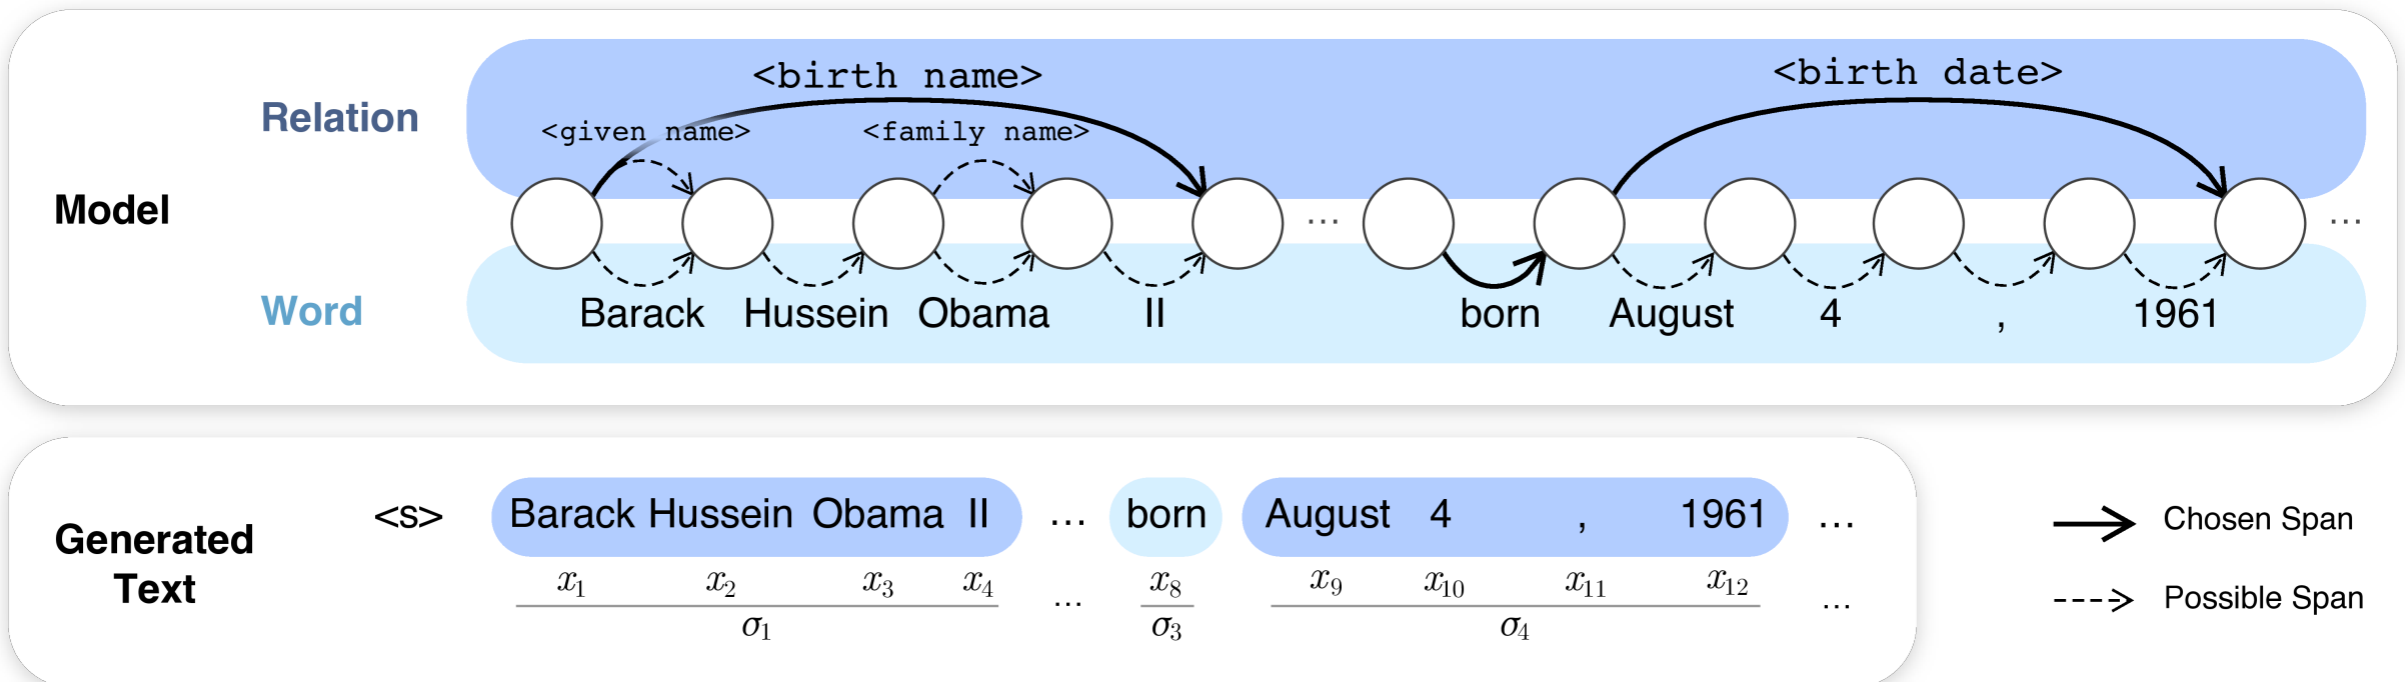 <birth name> <birth date>
Relation
<given name> <family name>
Model
... ...
Word
Barack Hussein Obama II born August 4 , 1961
<s> Barack Hussein Obama II ... born August 4 , 1961 ...
Generated Text
x1 x2 x3 x4 ... x8 x9 x10 x11 x12 ...
σ1 σ3 σ4
Chosen Span
Possible Span